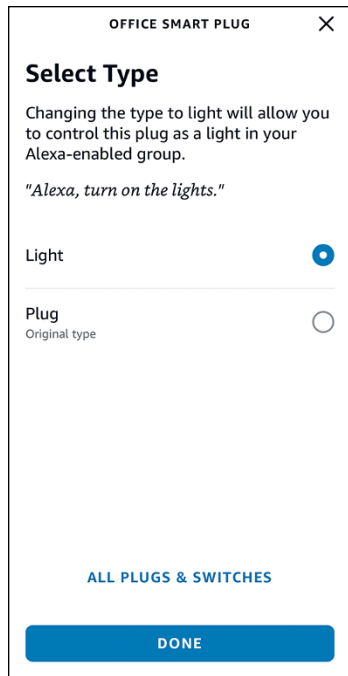 OFFICE SMART PLUG
Select Type
Changing the type to light will allow you
to control this plug as a light in your
Alexa-enabled group.
"Alexa, turn on the lights."
Light
Plug
Original type
ALL PLUGS & SWITCHES
DONE